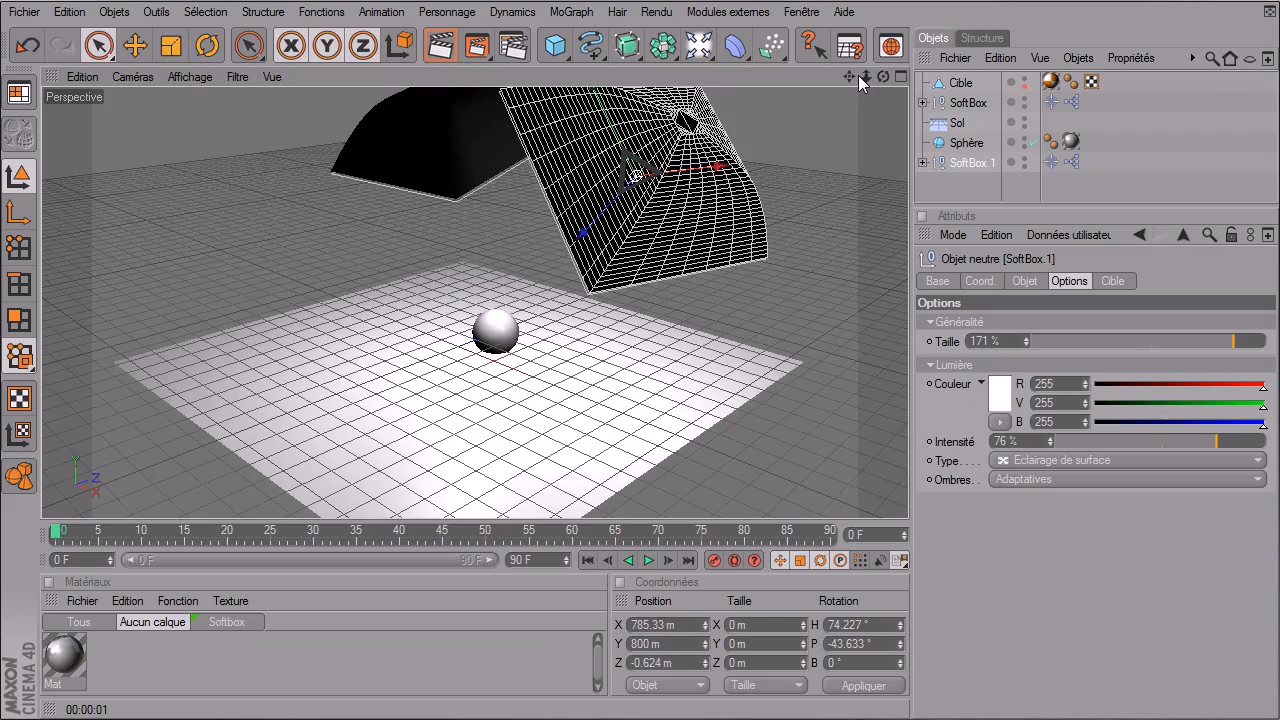 Fichier Edition Objets Outils Sélection Structure Fonctions Animation Personnage Dynamics MoGraph Hair Rendu Modules externes Fenêtre Aide
Objets Structure
Fichier Edition Vue Objets Propriétés
Edition Caméras Affichage Filtre Vue
Perspective
Cible
SoftBox
Sol
Sphère
SoftBox.1
Attributs
Mode Edition Données utilisateu
Objet neutre [SoftBox.1]
Base Coord. Objet Options Cible
Options
Généralité
Taille 171 %
Lumière
Couleur R 255
V 255
B 255
Intensité 76 %
Type. . . . Eclairage de surface
Ombres. . Adaptatives
Y Z X
0 5 10 15 20 25 30 35 40 45 50 55 60 65 70 75 80 85 90 0 F
0 F 0 F 90 F 90 F
Matériaux
Fichier Edition Fonction Texture
Tous Aucun calque Softbox
Mat
Coordonnées
Position Taille Rotation
X 785.33 m X 0 m H 74.227 °
Y 800 m Y 0 m P -43.633 °
Z -0.624 m Z 0 m B 0 °
Objet Taille Appliquer
MAXON
CINEMA 4D
00:00:01